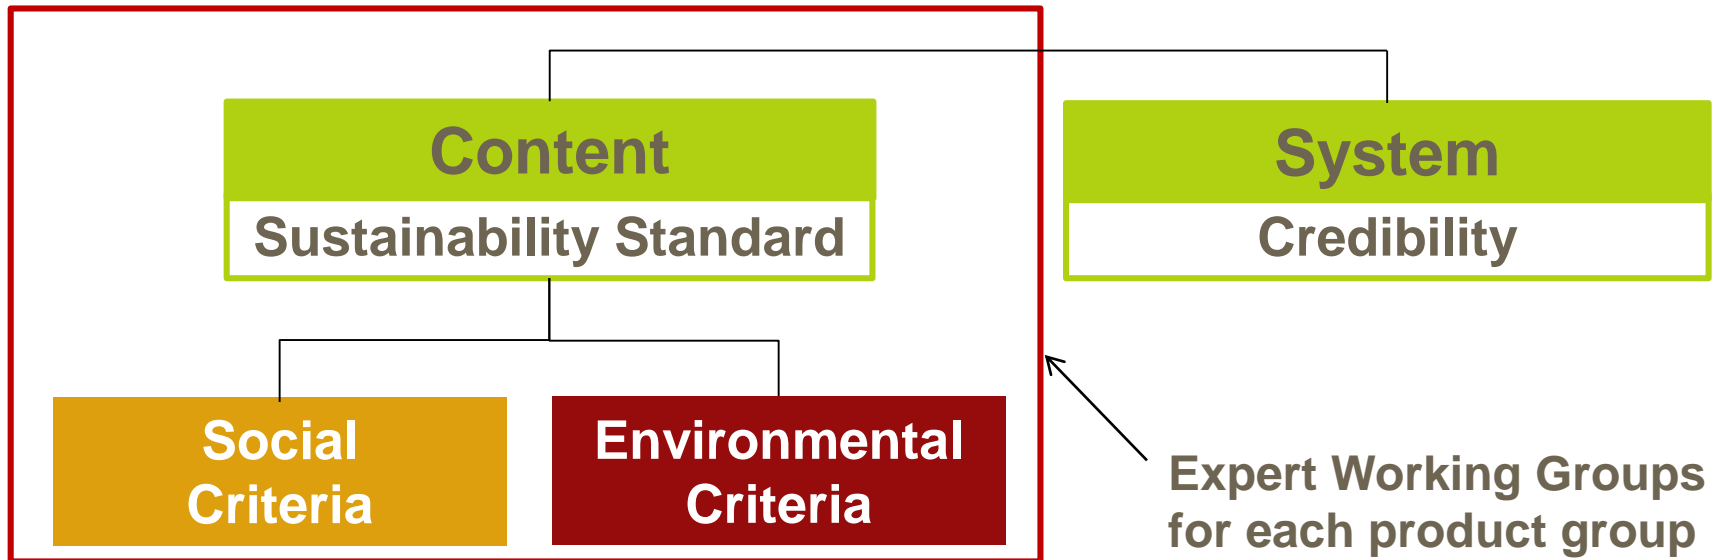 Content
Sustainability Standard
System
Credibility
Social
Criteria
Environmental
Criteria
Expert Working Groups
for each product group